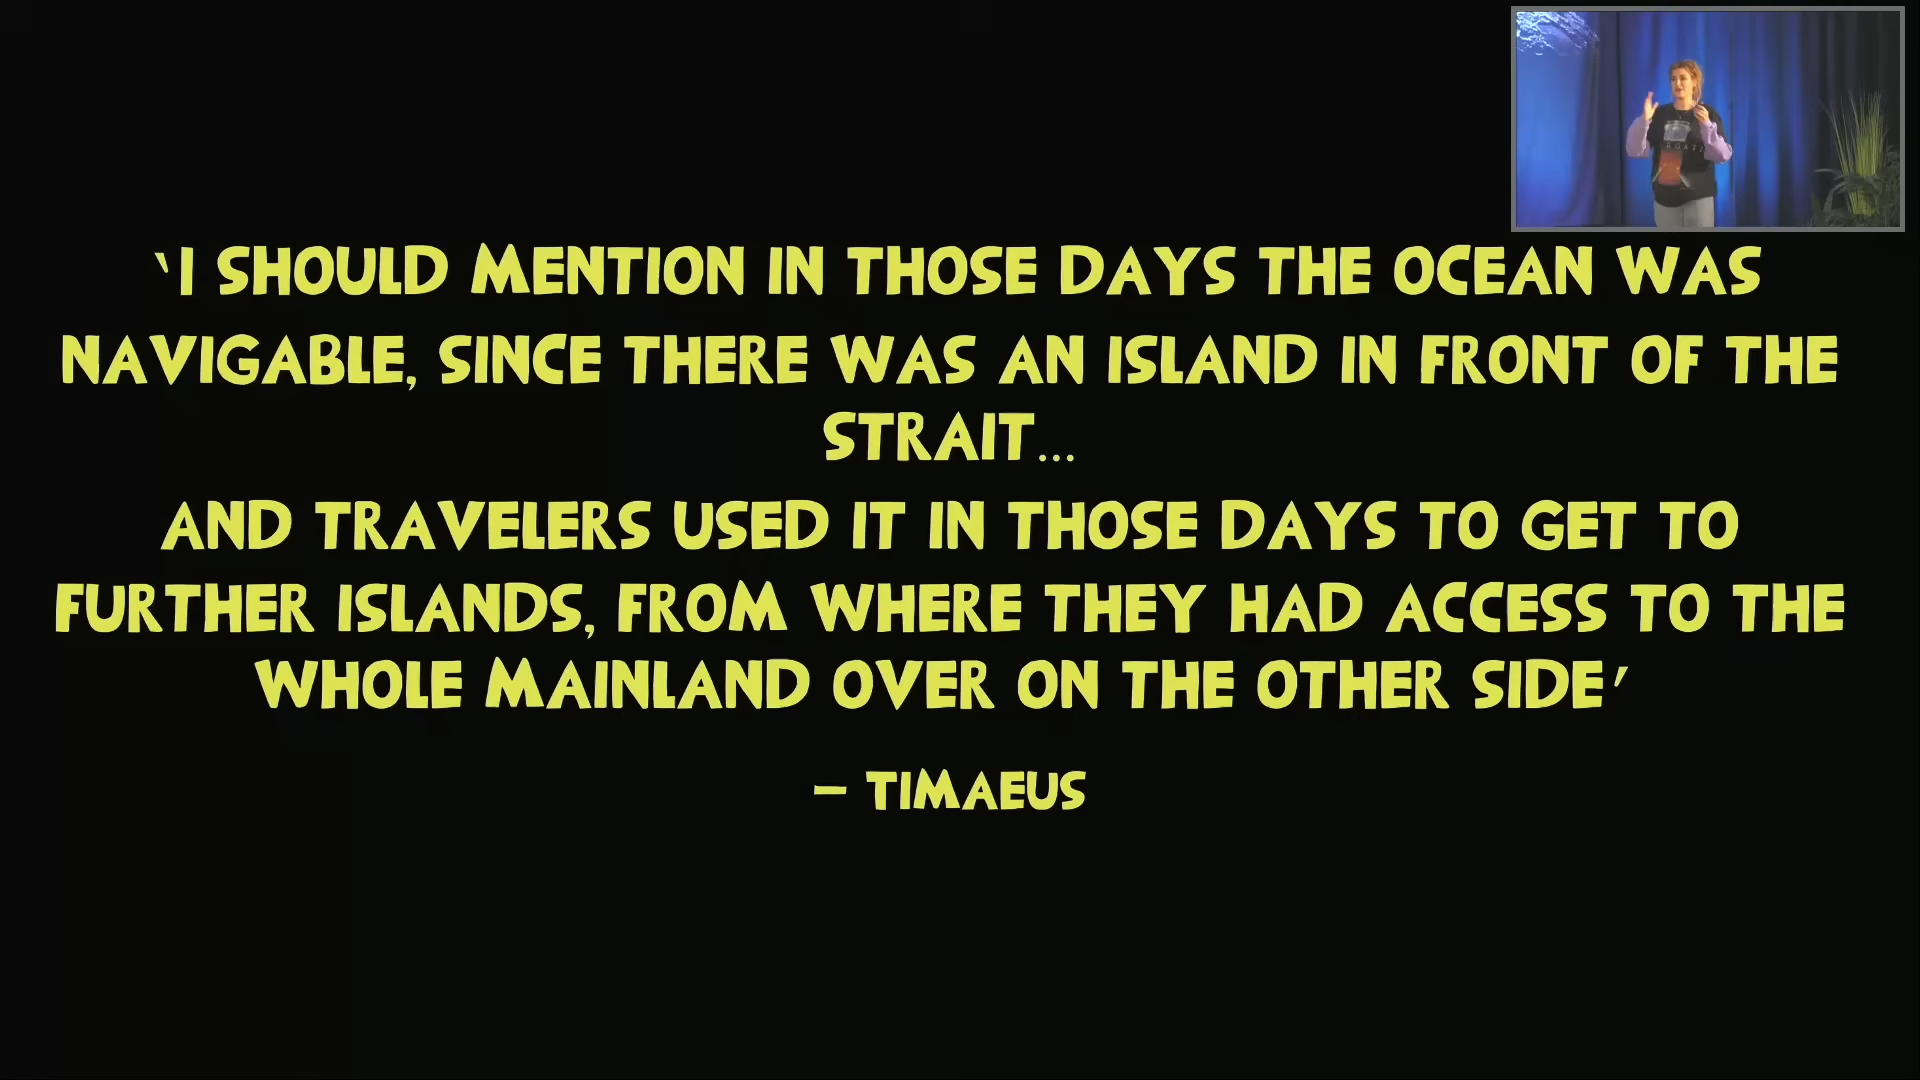 ‘I SHOULD MENTION IN THOSE DAYS THE OCEAN WAS
NAVIGABLE, SINCE THERE WAS AN ISLAND IN FRONT OF THE
STRAIT...
AND TRAVELERS USED IT IN THOSE DAYS TO GET TO
FURTHER ISLANDS, FROM WHERE THEY HAD ACCESS TO THE
WHOLE MAINLAND OVER ON THE OTHER SIDE’
– TIMAEUS